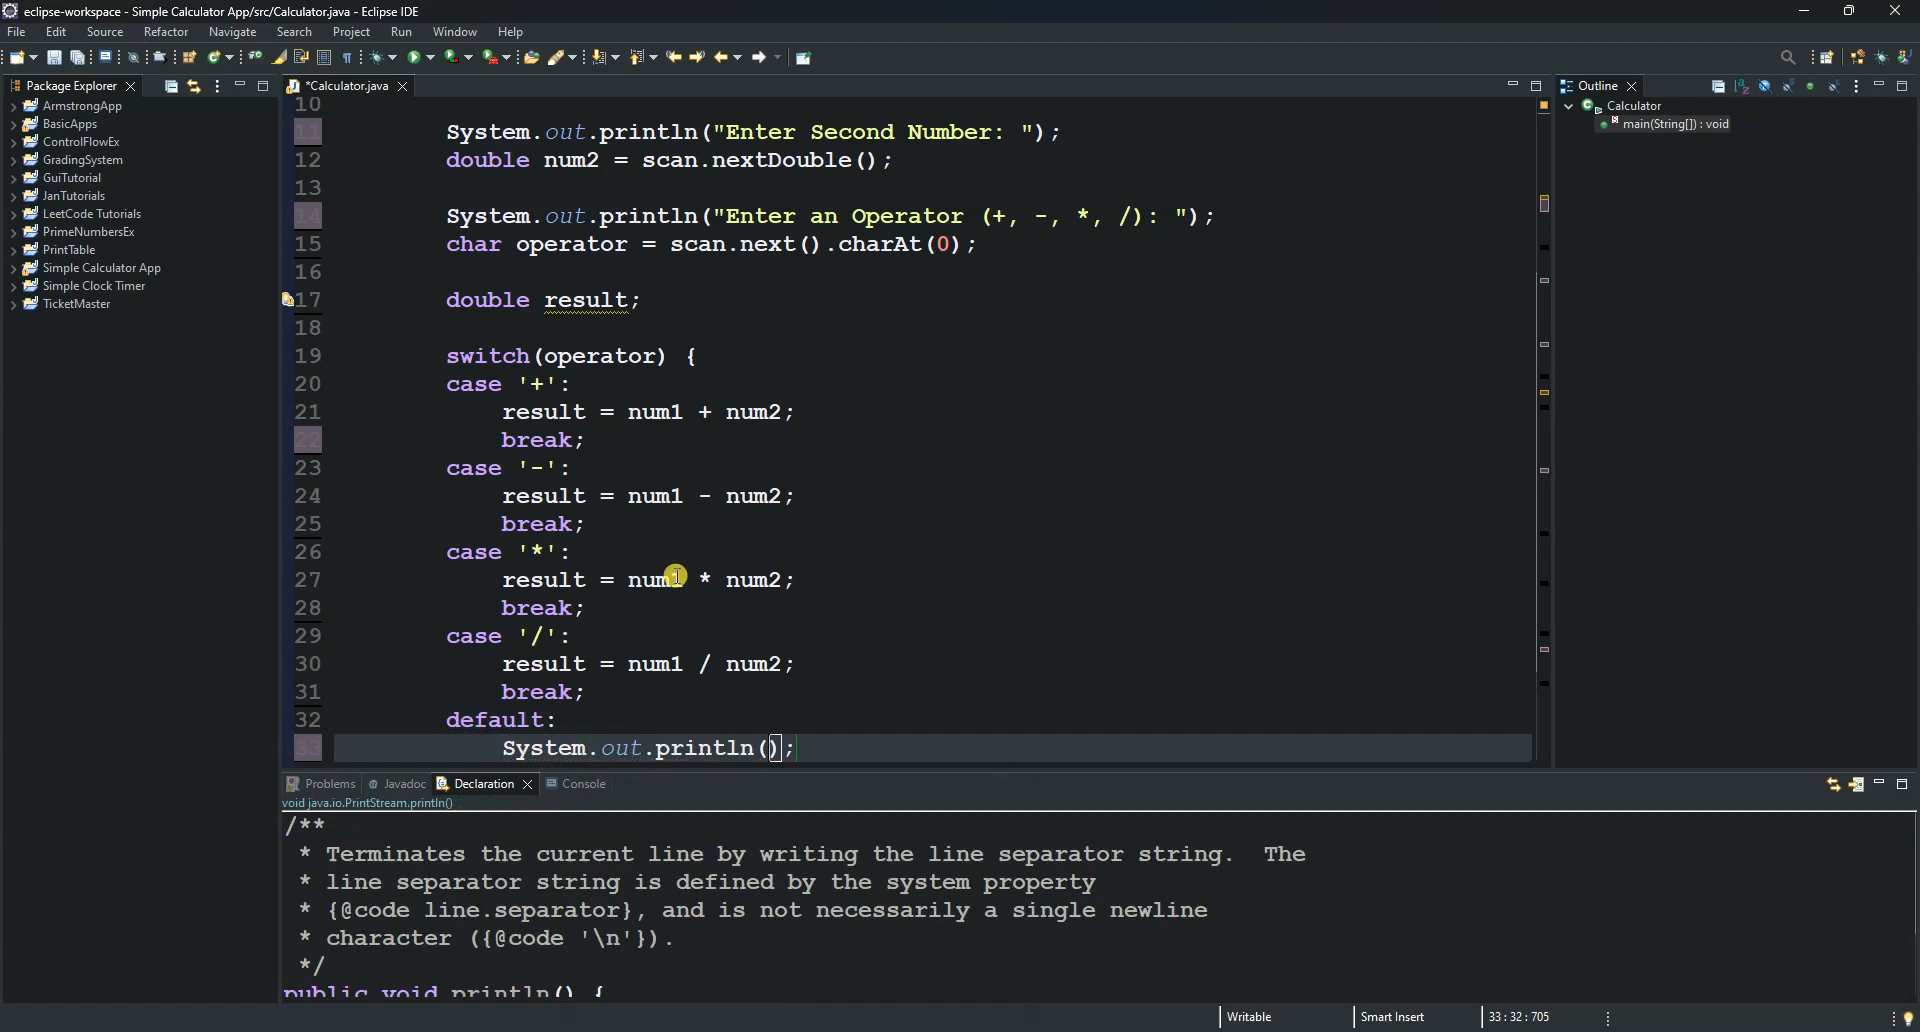 eclipse-workspace - Simple Calculator App/src/Calculator.java - Eclipse IDE
File Edit Source Refactor Navigate Search Project Run Window Help
Package Explorer
ArmstrongApp
BasicApps
ControlFlowEx
GradingSystem
GuiTutorial
JanTutorials
LeetCode Tutorials
PrimeNumbersEx
PrintTable
Simple Calculator App
Simple Clock Timer
TicketMaster
*Calculator.java
10
11 System.out.println("Enter Second Number: ");
12 double num2 = scan.nextDouble();
13
14 System.out.println("Enter an Operator (+, -, *, /): ");
15 char operator = scan.next().charAt(0);
16
17 double result;
18
19 switch(operator) {
20 case '+':
21 result = num1 + num2;
22 break;
23 case '-':
24 result = num1 - num2;
25 break;
26 case '*':
27 result = num1 * num2;
28 break;
29 case '/':
30 result = num1 / num2;
31 break;
32 default:
33 System.out.println();
Outline
Calculator
main(String[]) : void
Problems Javadoc Declaration Console
void java.io.PrintStream.println()
/**
* Terminates the current line by writing the line separator string.  The
* line separator string is defined by the system property
* {@code line.separator}, and is not necessarily a single newline
* character ({@code '\n'}).
*/
public void println() {
Writable Smart Insert 33 : 32 : 705